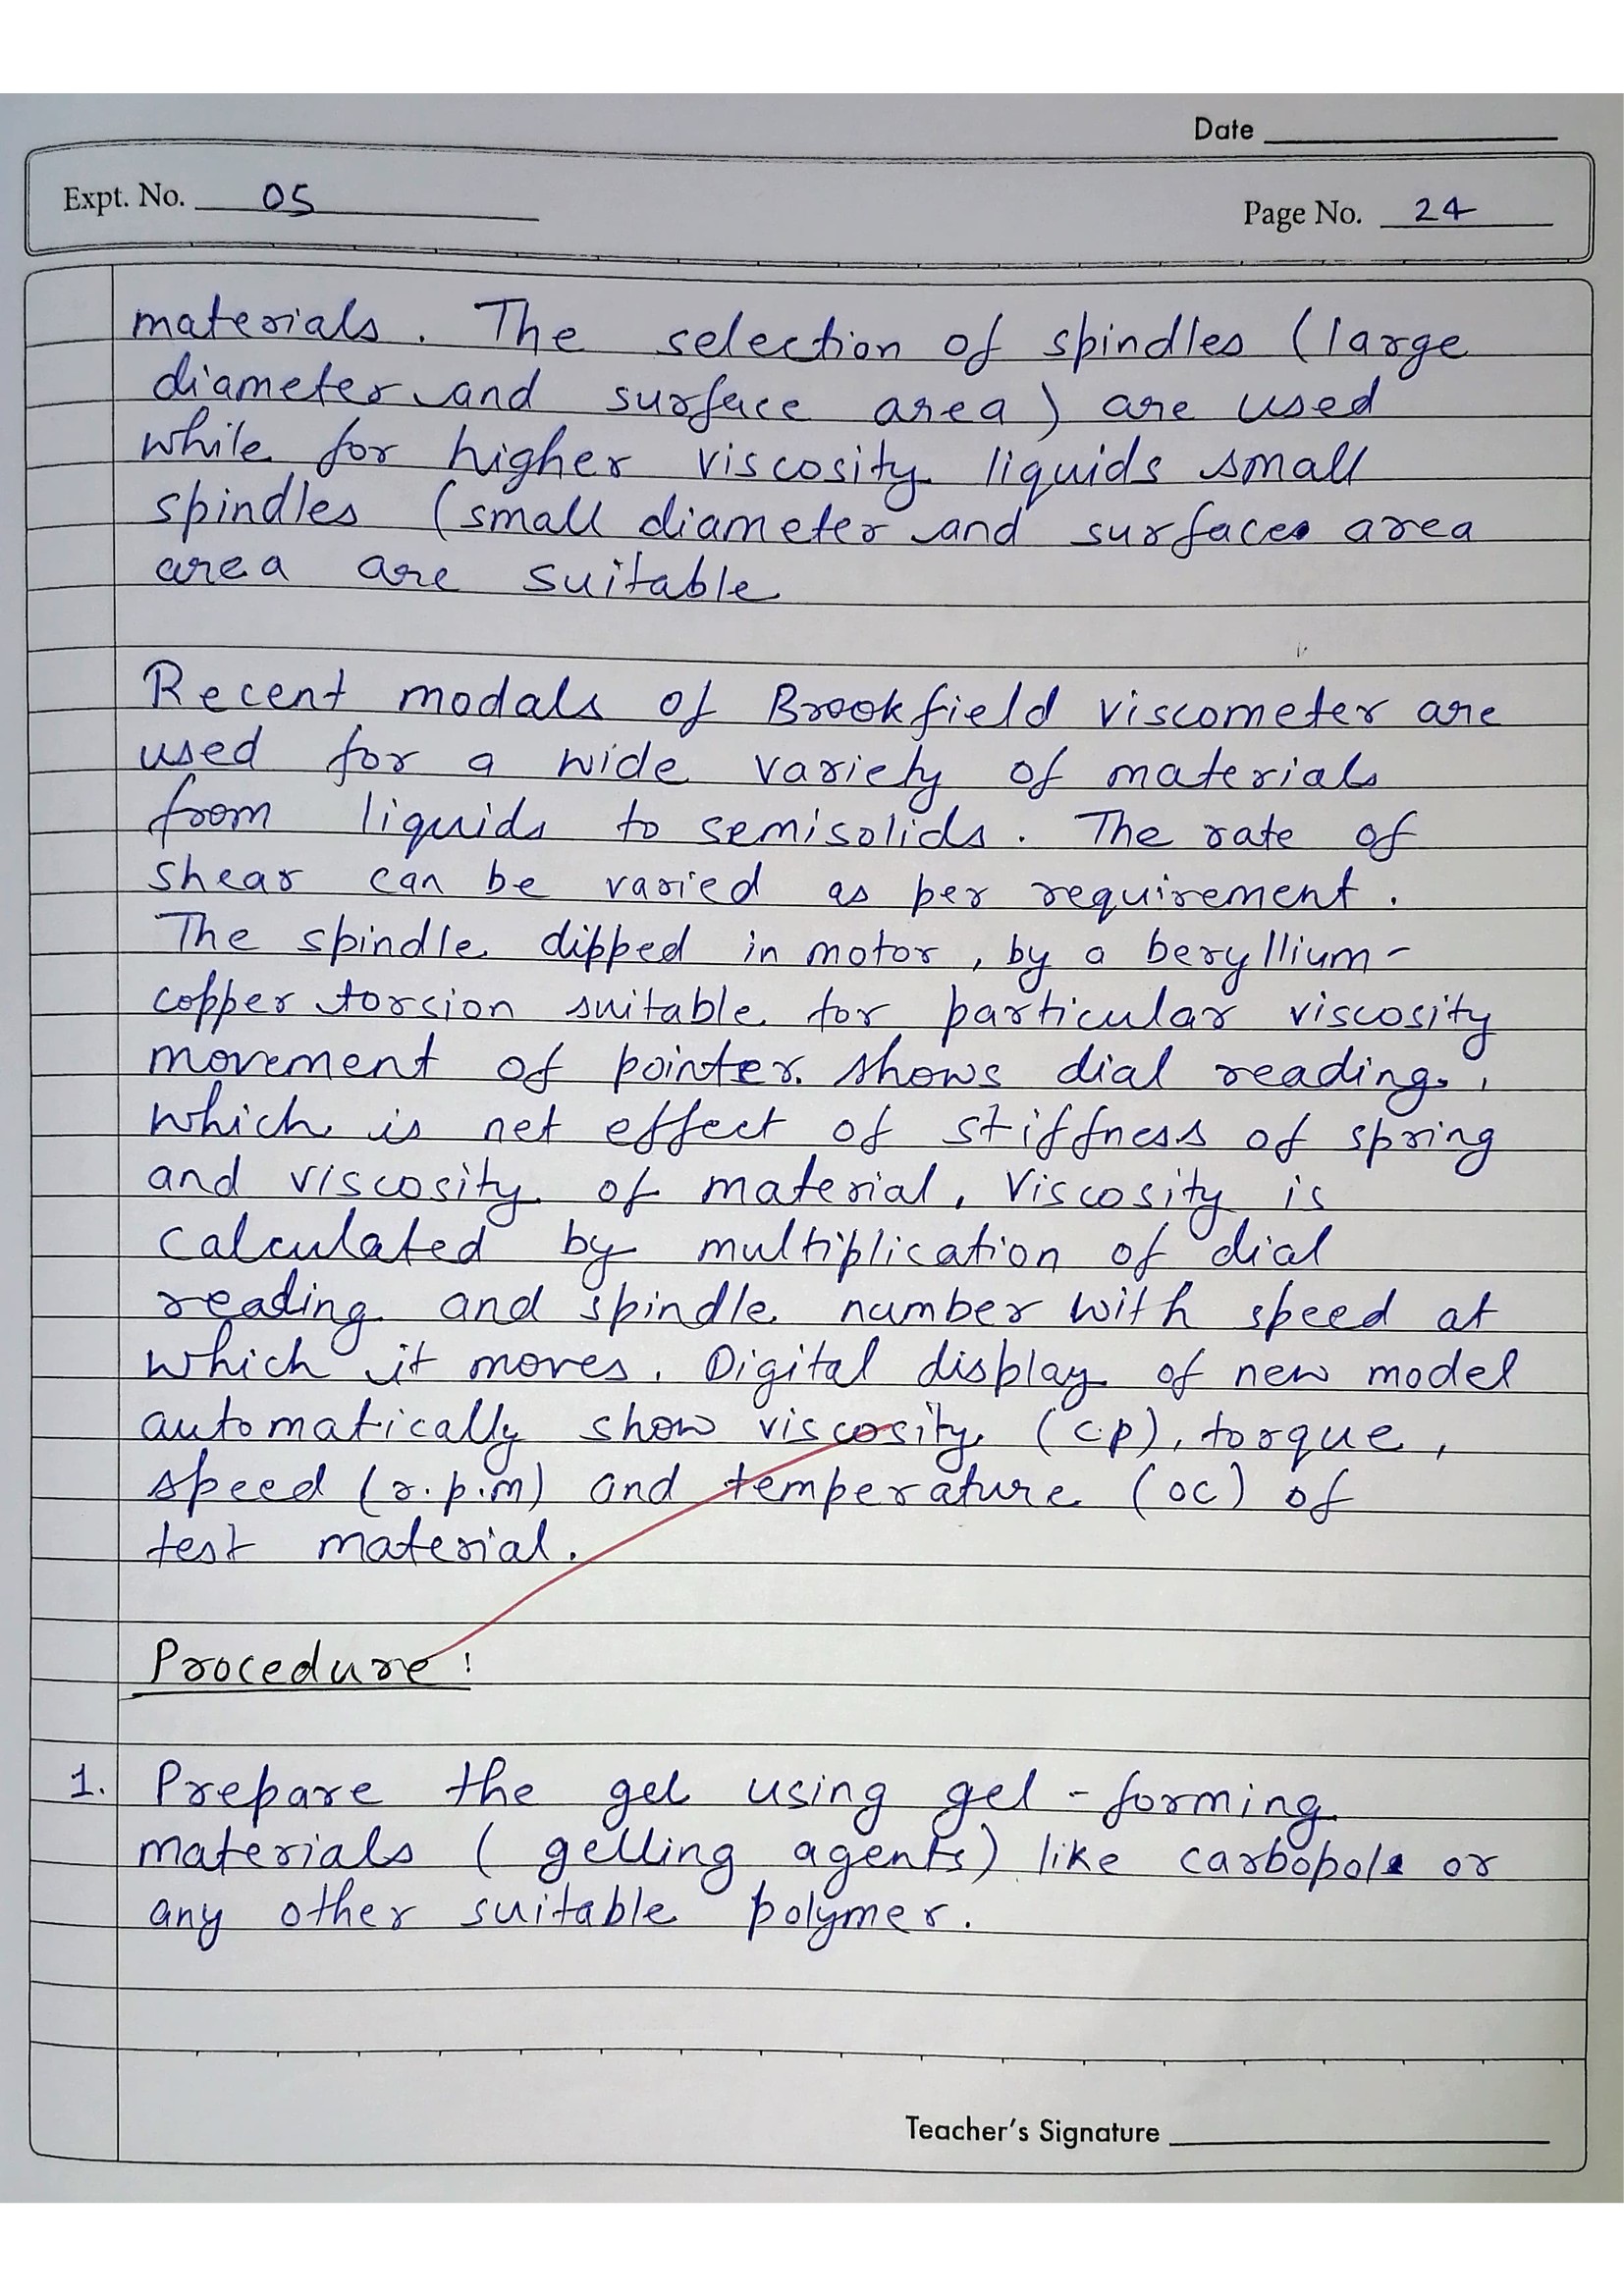 Date
Expt. No. 05
Page No. 24
materials. The selection of spindles (large
diameter and surface area) are used
while for higher viscosity liquids small
spindles (small diameter and surface area
area are suitable
Recent modals of Brookfield viscometer are
used for a wide variety of materials
from liquids to semisolids. The rate of
shear can be varied as per requirement.
The spindle dipped in motor, by a beryllium-
copper torsion suitable for particular viscosity
movement of pointer shows dial reading,
which is net effect of stiffness of spring
and viscosity of material, Viscosity is
calculated by multiplication of dial
reading and spindle number with speed at
which it moves. Digital display of new model
automatically show viscosity (c.p), torque,
speed (r.p.m) and temperature (oc) of
test material.
Procedure:
1. Prepare the gel using gel-forming
materials (gelling agents) like carbopol or
any other suitable polymer.
Teacher's Signature